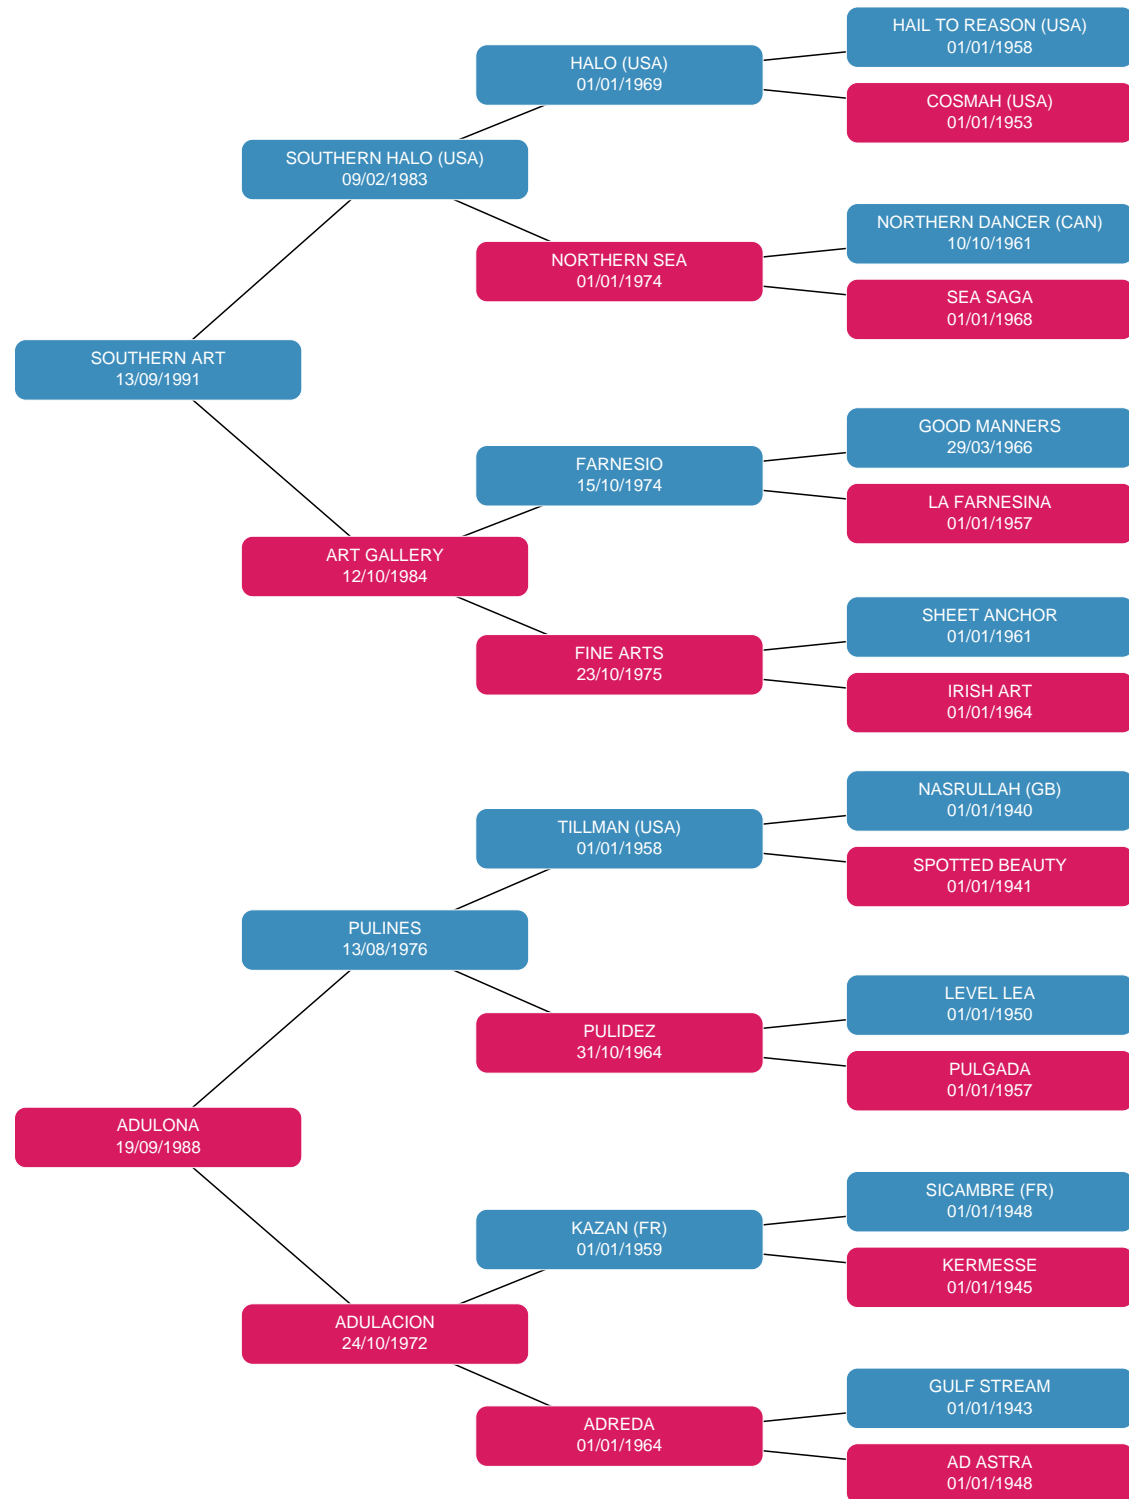 HAIL TO REASON (USA)
01/01/1958
HALO (USA)
01/01/1969
COSMAH (USA)
01/01/1953
SOUTHERN HALO (USA)
09/02/1983
NORTHERN DANCER (CAN)
10/10/1961
NORTHERN SEA
01/01/1974
SEA SAGA
01/01/1968
SOUTHERN ART
13/09/1991
GOOD MANNERS
29/03/1966
FARNESIO
15/10/1974
LA FARNESINA
01/01/1957
ART GALLERY
12/10/1984
SHEET ANCHOR
01/01/1961
FINE ARTS
23/10/1975
IRISH ART
01/01/1964
NASRULLAH (GB)
01/01/1940
TILLMAN (USA)
01/01/1958
SPOTTED BEAUTY
01/01/1941
PULINES
13/08/1976
LEVEL LEA
01/01/1950
PULIDEZ
31/10/1964
PULGADA
01/01/1957
ADULONA
19/09/1988
SICAMBRE (FR)
01/01/1948
KAZAN (FR)
01/01/1959
KERMESSE
01/01/1945
ADULACION
24/10/1972
GULF STREAM
01/01/1943
ADREDA
01/01/1964
AD ASTRA
01/01/1948